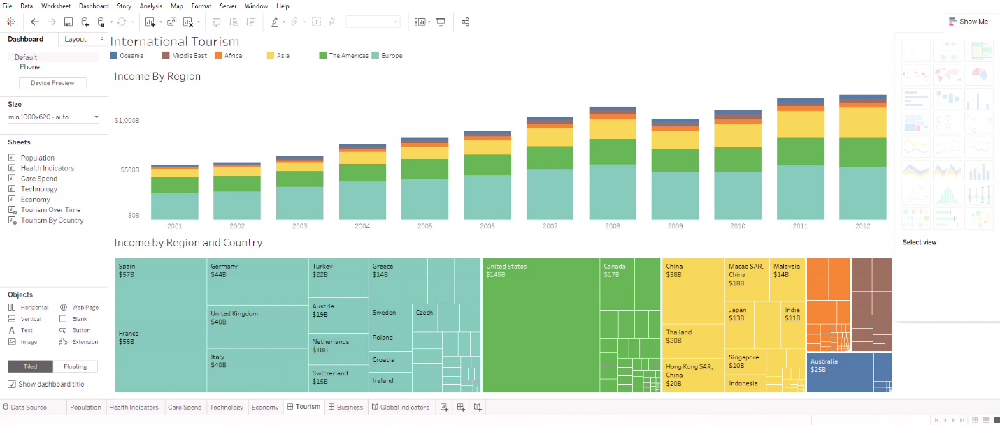 File Data Worksheet Dashboard Story Analysis Map Format Server Window Help
Show Me
Dashboard Layout
Default
Phone
Device Preview
Size
min 1000x620 - auto
Sheets
Population
Health Indicators
Care Spend
Technology
Economy
Tourism Over Time
Tourism By Country
Objects
Horizontal Web Page
Vertical Blank
Text Button
Image Extension
Tiled Floating
Show dashboard title
International Tourism
Oceania Middle East Africa Asia The Americas Europe
Income By Region
$1,000B
$500B
$0B
2001 2002 2003 2004 2005 2006 2007 2008 2009 2010 2011 2012
Income by Region and Country
Spain
$57B
France
$56B
Germany
$44B
United Kingdom
$40B
Italy
$40B
Turkey
$22B
Austria
$19B
Netherlands
$18B
Switzerland
$15B
Greece
$14B
Sweden
Poland
Croatia
Ireland
Czech
United States
$145B
Canada
$17B
China
$38B
Thailand
$20B
Hong Kong SAR,
China
$20B
Macao SAR,
China
$18B
Malaysia
$14B
Japan
$13B
India
$11B
Singapore
$10B
Indonesia
Australia
$25B
Select view
Data Source Population Health Indicators Care Spend Technology Economy Tourism Business Global Indicators